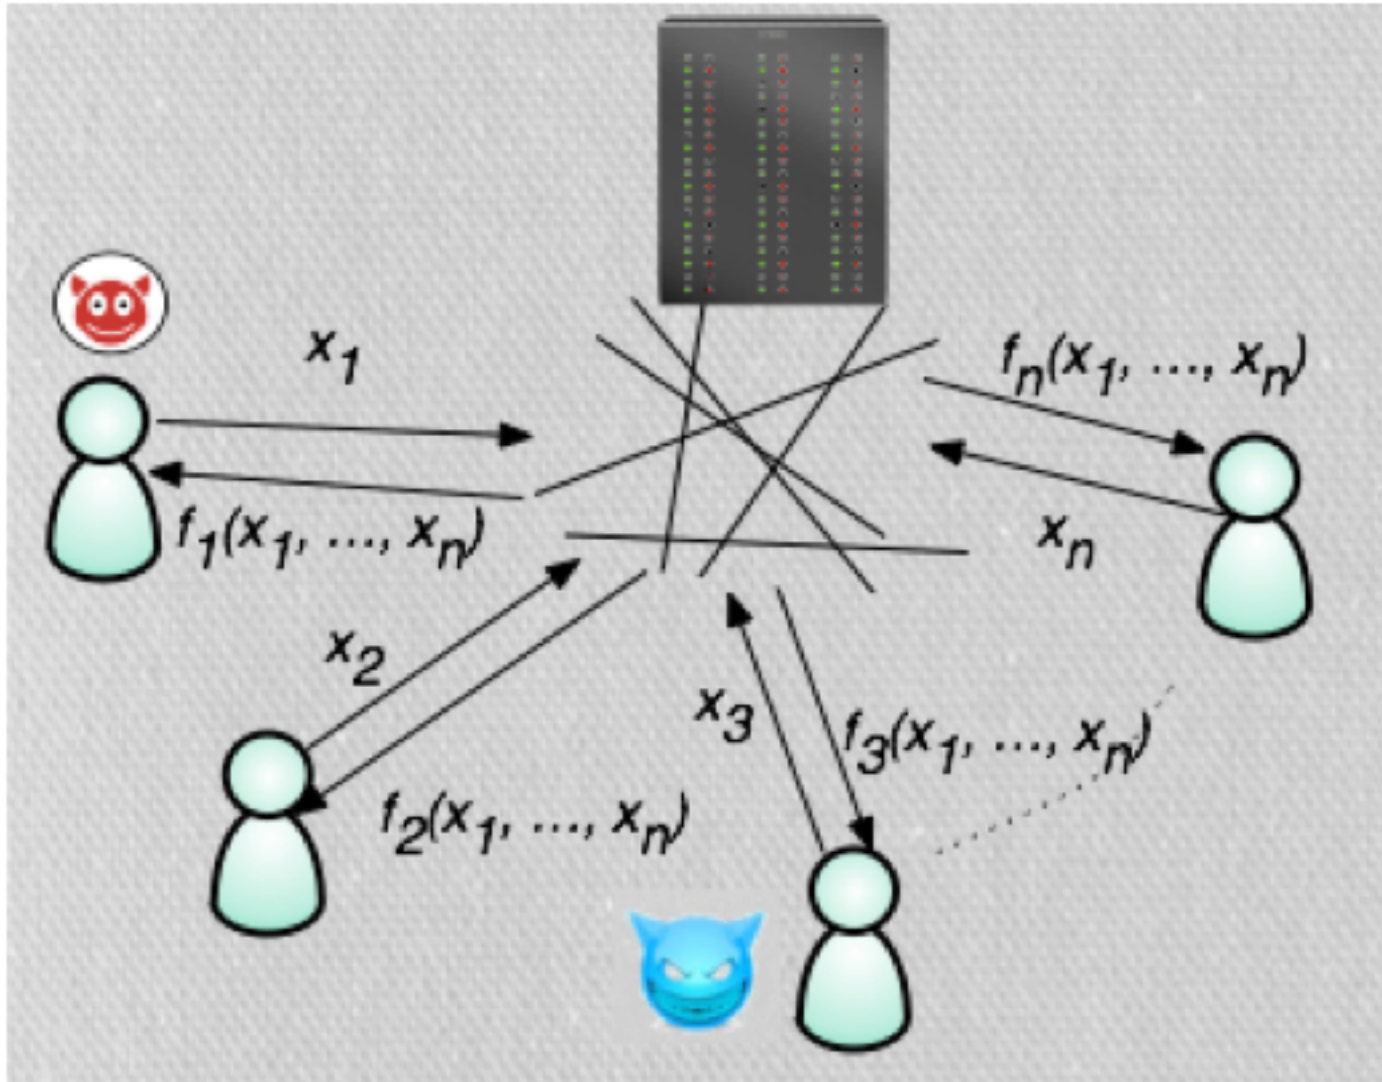 x1
fn(x1, ..., xn)
f1(x1, ..., xn)
xn
x2
x3
f3(x1, ..., xn)
f2(x1, ..., xn)